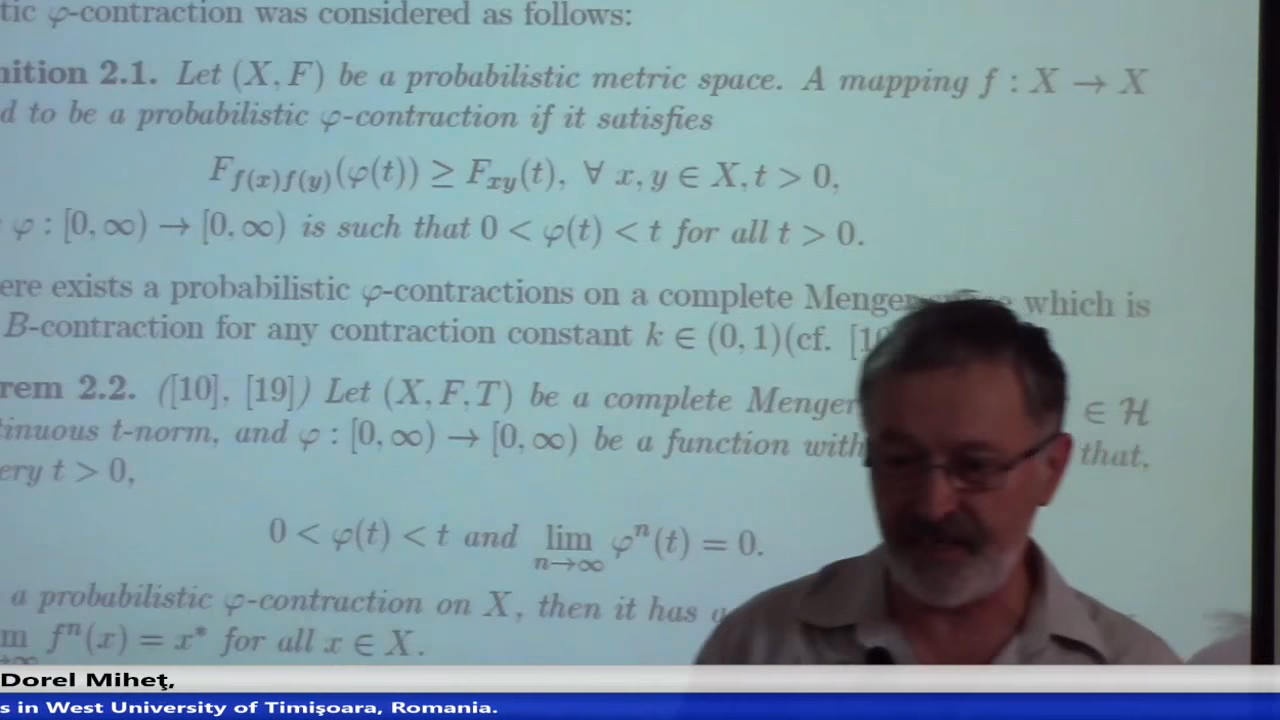 tic φ-contraction was considered as follows:
nition 2.1. Let (X, F) be a probabilistic metric space. A mapping f : X → X
d to be a probabilistic φ-contraction if it satisfies
F_{f(x)f(y)}(φ(t)) ≥ F_{xy}(t), ∀ x, y ∈ X, t > 0,
φ : [0, ∞) → [0, ∞) is such that 0 < φ(t) < t for all t > 0.
ere exists a probabilistic φ-contractions on a complete Menger which is
B-contraction for any contraction constant k ∈ (0, 1)(cf. [1
rem 2.2. ([10], [19]) Let (X, F, T) be a complete Menger ∈ ℋ
tinuous t-norm, and φ : [0, ∞) → [0, ∞) be a function with that,
ery t > 0,
0 < φ(t) < t and lim_{n→∞} φ^n(t) = 0.
a probabilistic φ-contraction on X, then it has
m f^n(x) = x* for all x ∈ X.
Dorel Miheţ,
s in West University of Timişoara, Romania.